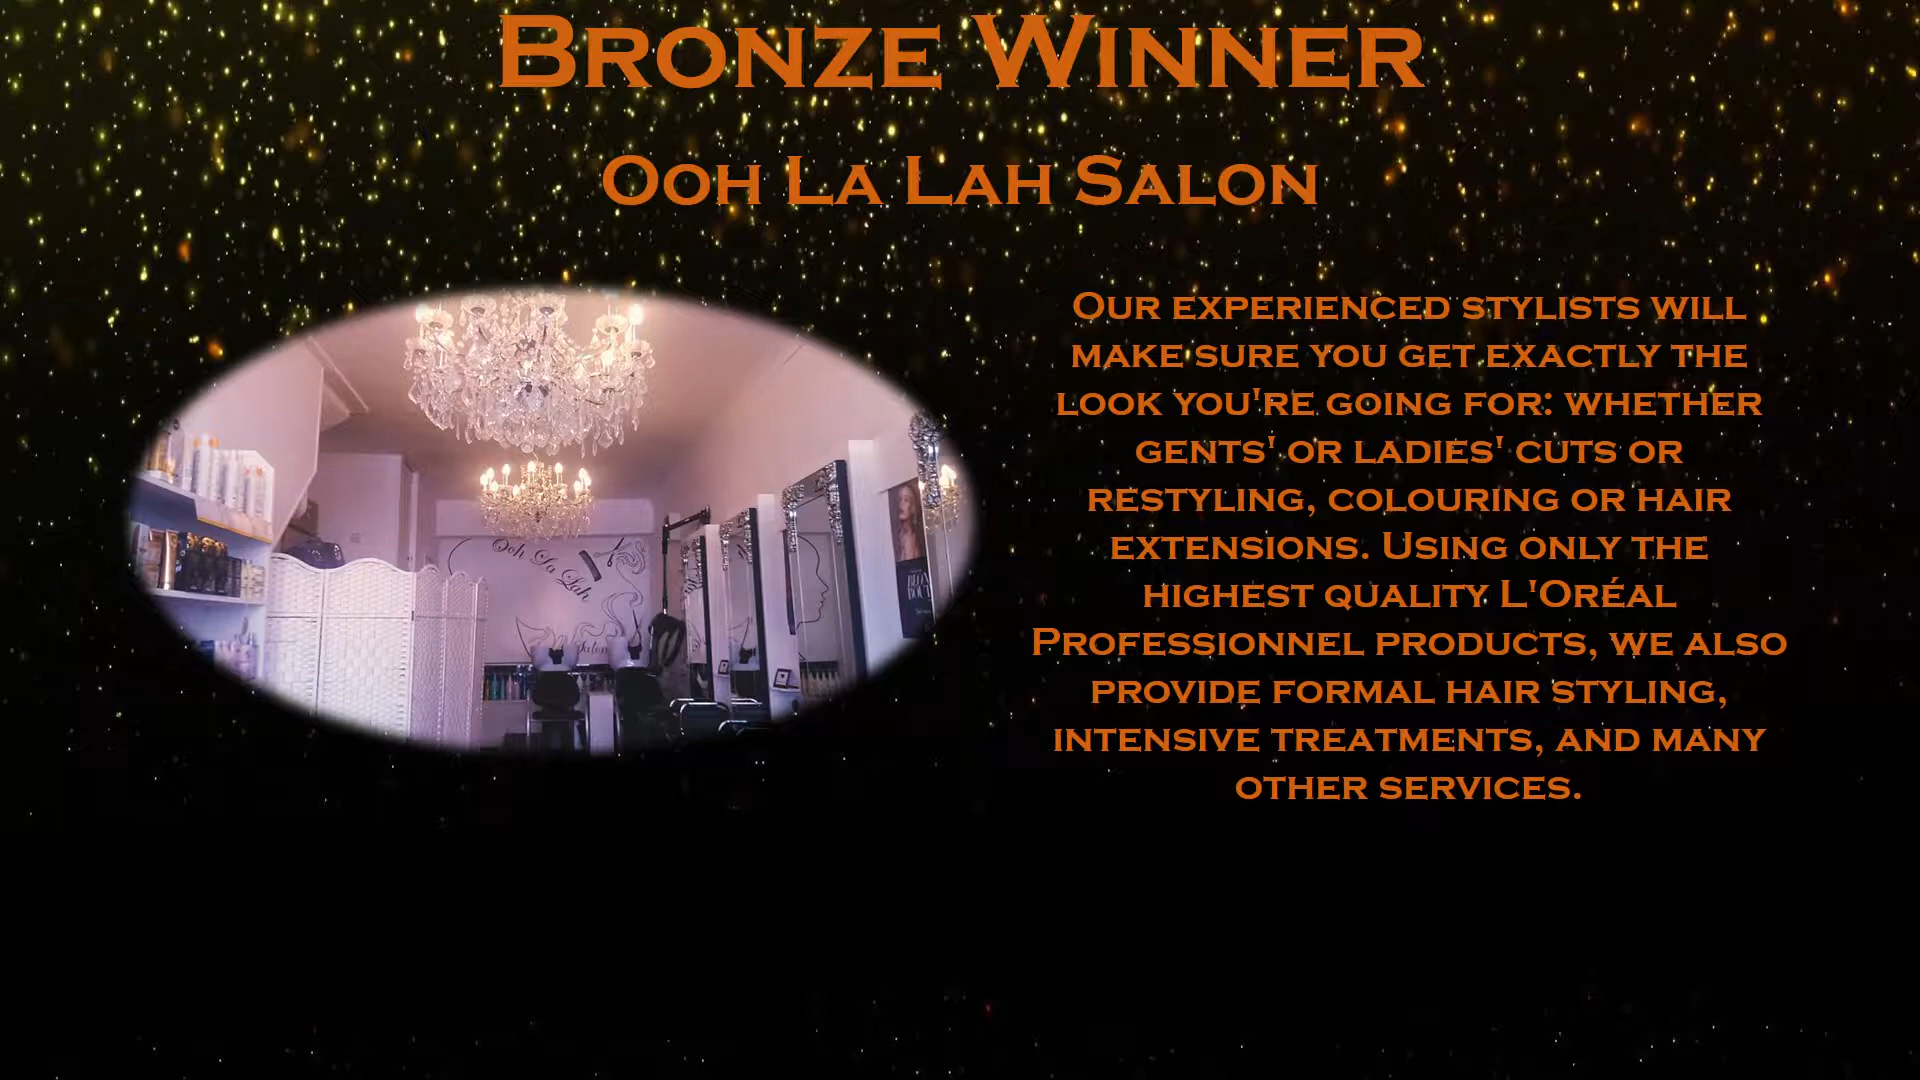 Bronze Winner
Ooh La Lah Salon
Our experienced stylists will
make sure you get exactly the
look you're going for: whether
gents' or ladies' cuts or
restyling, colouring or hair
extensions. Using only the
highest quality L'Oréal
Professionnel products, we also
provide formal hair styling,
intensive treatments, and many
other services.
Ooh La Lah
Salon